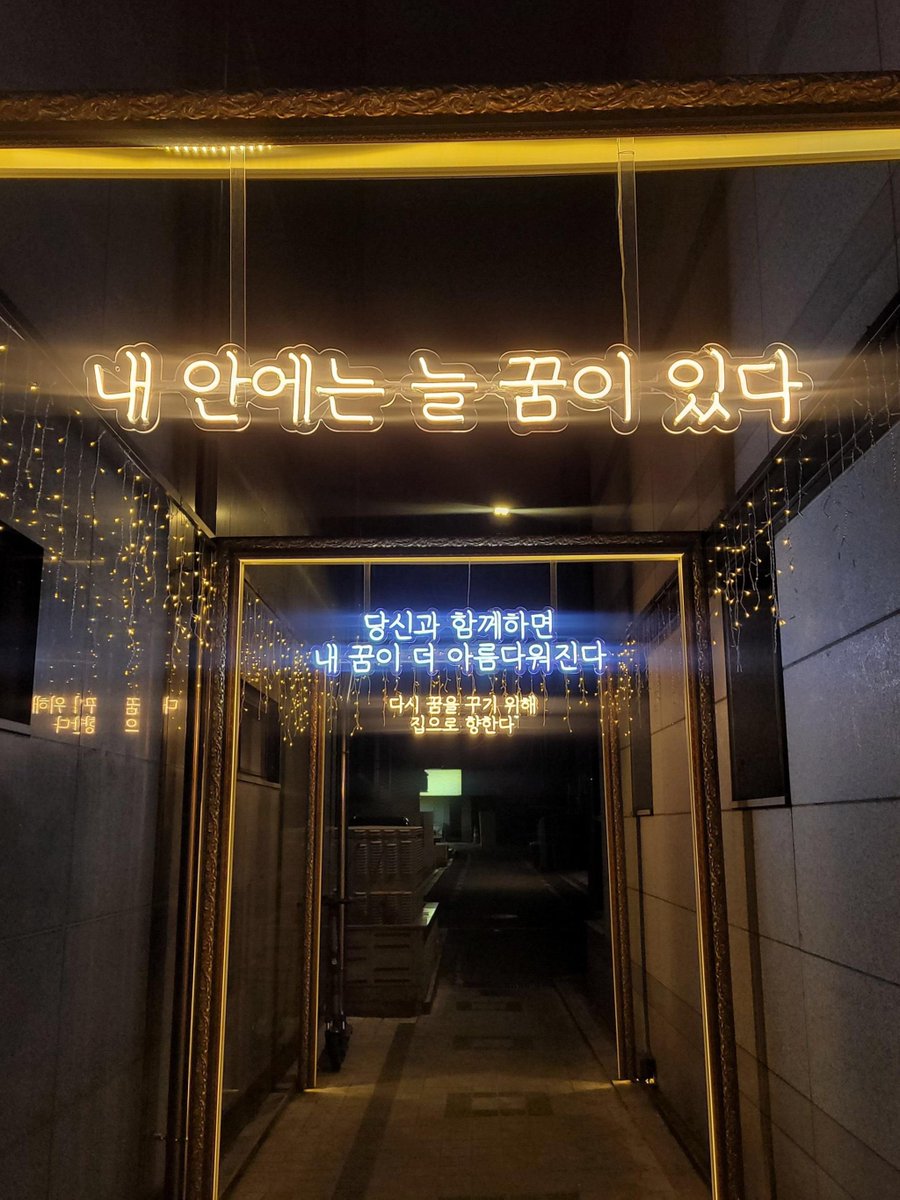 내 안에는 늘 꿈이 있다
당신과 함께하면
내 꿈이 더 아름다워진다
다시 꿈을 꾸기 위해
집으로 향한다